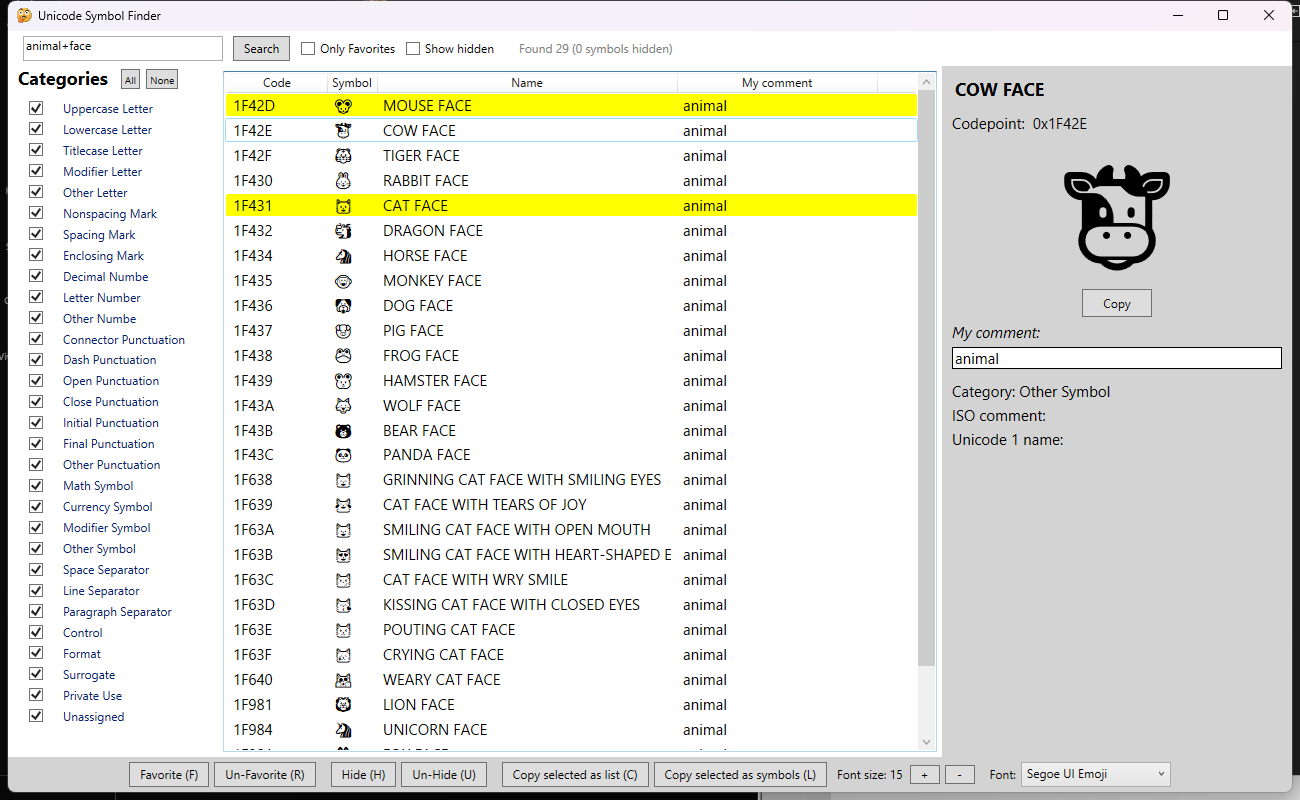 Unicode Symbol Finder
animal+face
Search
Only Favorites
Show hidden
Found 29 (0 symbols hidden)
Categories
All
None
Uppercase Letter
Lowercase Letter
Titlecase Letter
Modifier Letter
Other Letter
Nonspacing Mark
Spacing Mark
Enclosing Mark
Decimal Numbe
Letter Number
Other Numbe
Connector Punctuation
Dash Punctuation
Open Punctuation
Close Punctuation
Initial Punctuation
Final Punctuation
Other Punctuation
Math Symbol
Currency Symbol
Modifier Symbol
Other Symbol
Space Separator
Line Separator
Paragraph Separator
Control
Format
Surrogate
Private Use
Unassigned
Code Symbol Name My comment
1F42D MOUSE FACE animal
1F42E COW FACE animal
1F42F TIGER FACE animal
1F430 RABBIT FACE animal
1F431 CAT FACE animal
1F432 DRAGON FACE animal
1F434 HORSE FACE animal
1F435 MONKEY FACE animal
1F436 DOG FACE animal
1F437 PIG FACE animal
1F438 FROG FACE animal
1F439 HAMSTER FACE animal
1F43A WOLF FACE animal
1F43B BEAR FACE animal
1F43C PANDA FACE animal
1F638 GRINNING CAT FACE WITH SMILING EYES animal
1F639 CAT FACE WITH TEARS OF JOY animal
1F63A SMILING CAT FACE WITH OPEN MOUTH animal
1F63B SMILING CAT FACE WITH HEART-SHAPED E animal
1F63C CAT FACE WITH WRY SMILE animal
1F63D KISSING CAT FACE WITH CLOSED EYES animal
1F63E POUTING CAT FACE animal
1F63F CRYING CAT FACE animal
1F640 WEARY CAT FACE animal
1F981 LION FACE animal
1F984 UNICORN FACE animal
COW FACE
Codepoint: 0x1F42E
Copy
My comment:
animal
Category: Other Symbol
ISO comment:
Unicode 1 name:
Favorite (F)
Un-Favorite (R)
Hide (H)
Un-Hide (U)
Copy selected as list (C)
Copy selected as symbols (L)
Font size: 15
+
-
Font:
Segoe UI Emoji